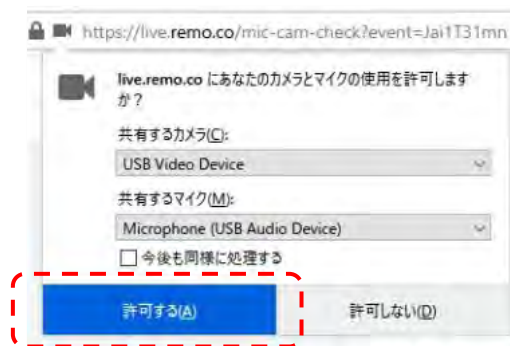 https://live.remo.co/mic-cam-check?event=Jai1T31mn
live.remo.co にあなたのカメラとマイクの使用を許可します
か？
共有するカメラ(C):
USB Video Device
共有するマイク(M):
Microphone (USB Audio Device)
今後も同様に処理する
許可する(A)
許可しない(D)